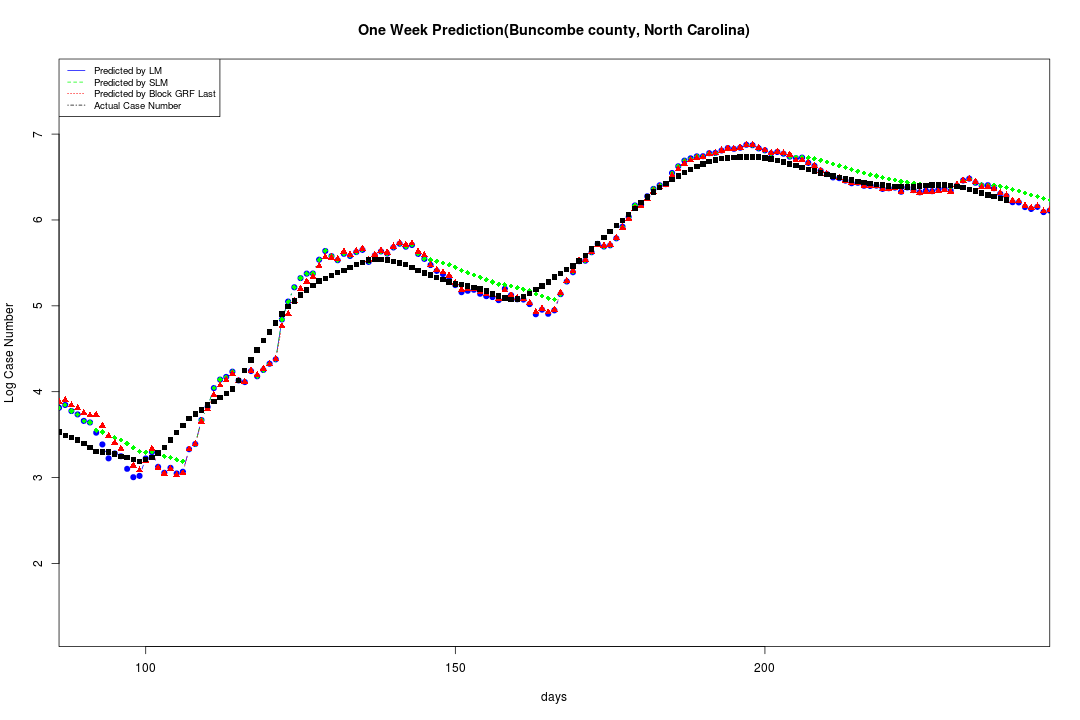 One Week Prediction(Buncombe county, North Carolina)
Predicted by LM
Predicted by SLM
Predicted by Block GRF Last
Actual Case Number
7
6
5
4
3
2
Log Case Number
100 150 200
days